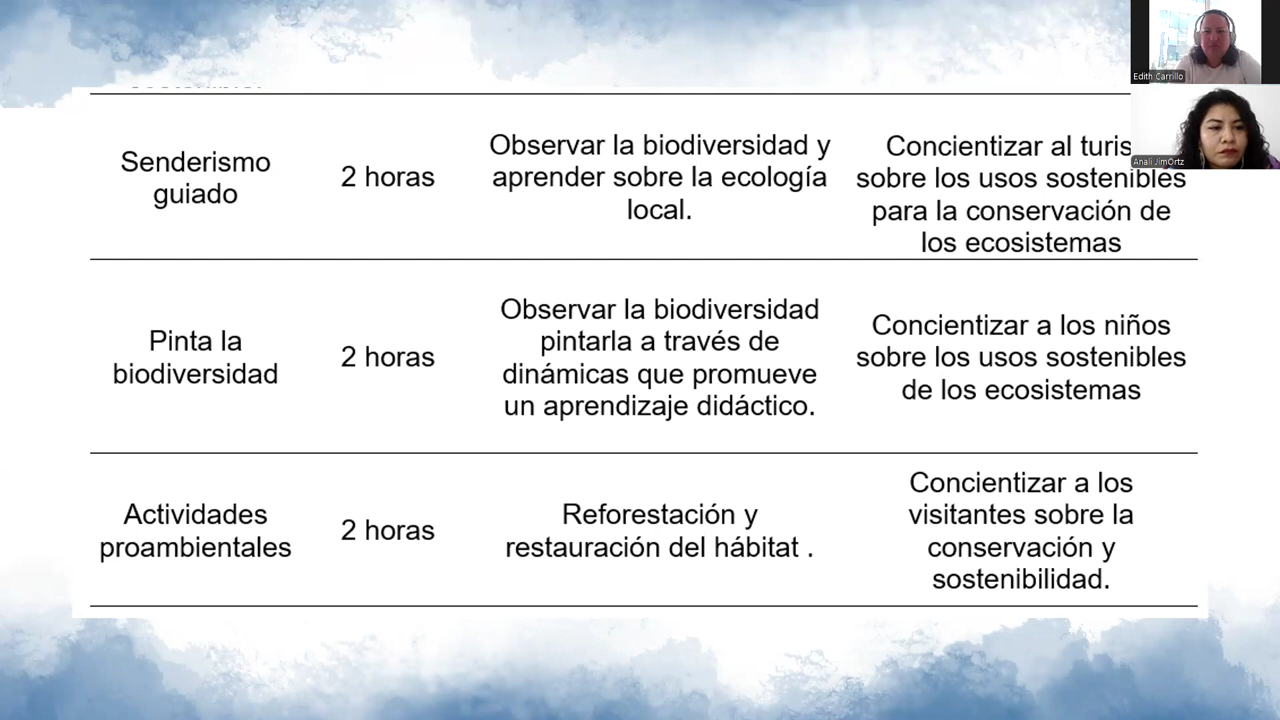 Senderismo
guiado
2 horas
Observar la biodiversidad y
aprender sobre la ecología
local.
Concientizar al turis
sobre los usos sostenibles
para la conservación de
los ecosistemas
Pinta la
biodiversidad
2 horas
Observar la biodiversidad
pintarla a través de
dinámicas que promueve
un aprendizaje didáctico.
Concientizar a los niños
sobre los usos sostenibles
de los ecosistemas
Actividades
proambientales
2 horas
Reforestación y
restauración del hábitat .
Concientizar a los
visitantes sobre la
conservación y
sostenibilidad.
Edith Carrillo
Anali JimOrtz